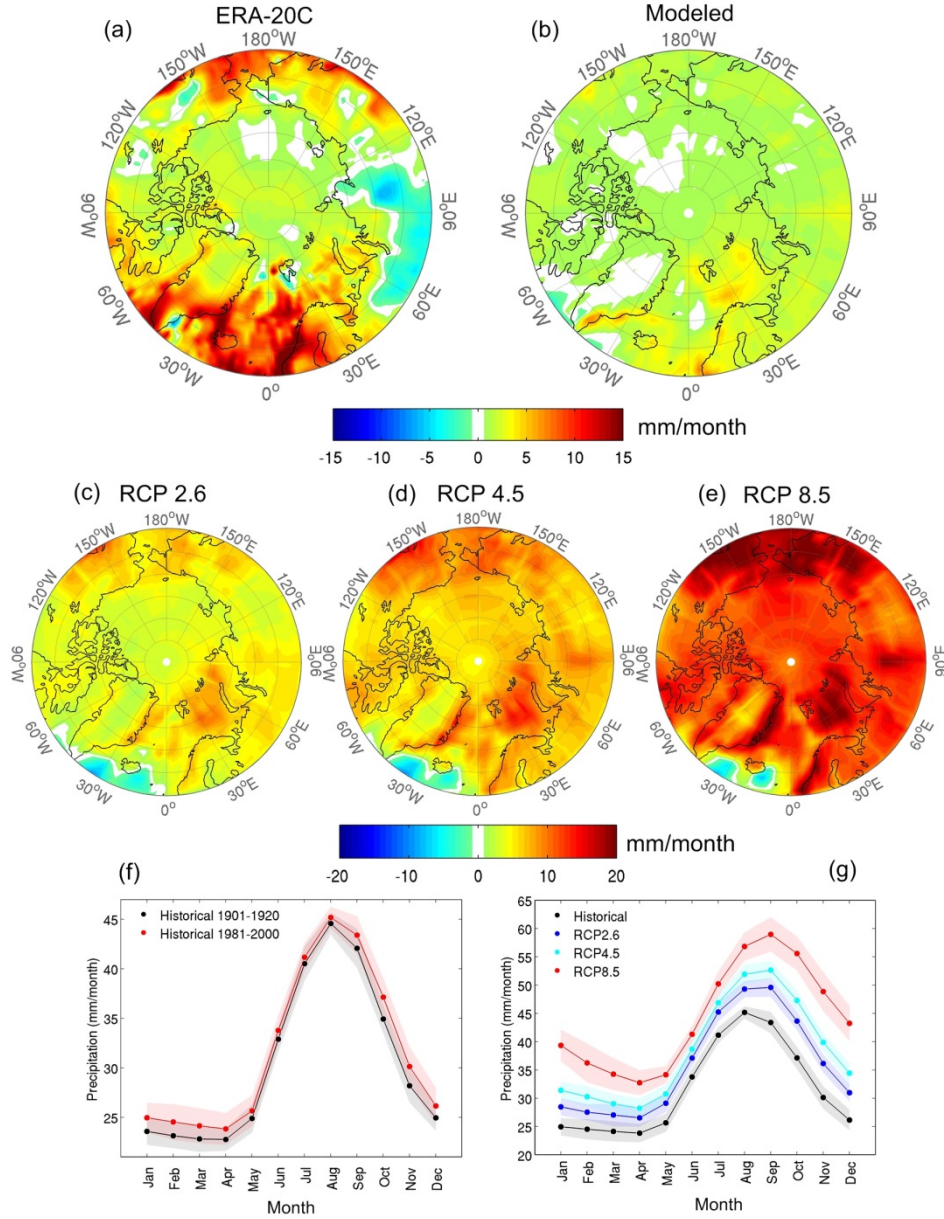 ERA-20C
Modeled
(a)
(b)
180°W
150°W
150°E
120°W
120°E
90°W
90°E
60°W
60°E
30°W
30°E
0°
180°W
150°W
150°E
120°W
120°E
90°W
90°E
60°W
60°E
30°W
30°E
0°
mm/month
-15 -10 -5 0 5 10 15
(c) RCP 2.6
(d) RCP 4.5
(e) RCP 8.5
180°W
150°W
150°E
120°W
120°E
90°W
90°E
60°W
60°E
30°W
30°E
0°
180°W
150°W
150°E
120°W
120°E
90°W
90°E
60°W
60°E
30°W
30°E
0°
180°W
150°W
150°E
120°W
120°E
90°W
90°E
60°W
60°E
30°W
30°E
0°
mm/month
-20 -10 0 10 20
(f)
Historical 1901-1920
Historical 1981-2000
45
40
35
30
25
Precipitation (mm/month)
Jan Feb Mar Apr May Jun Jul Aug Sep Oct Nov Dec
Month
(g)
Historical
RCP2.6
RCP4.5
RCP8.5
65
60
55
50
45
40
35
30
25
20
Precipitation (mm/month)
Jan Feb Mar Apr May Jun Jul Aug Sep Oct Nov Dec
Month